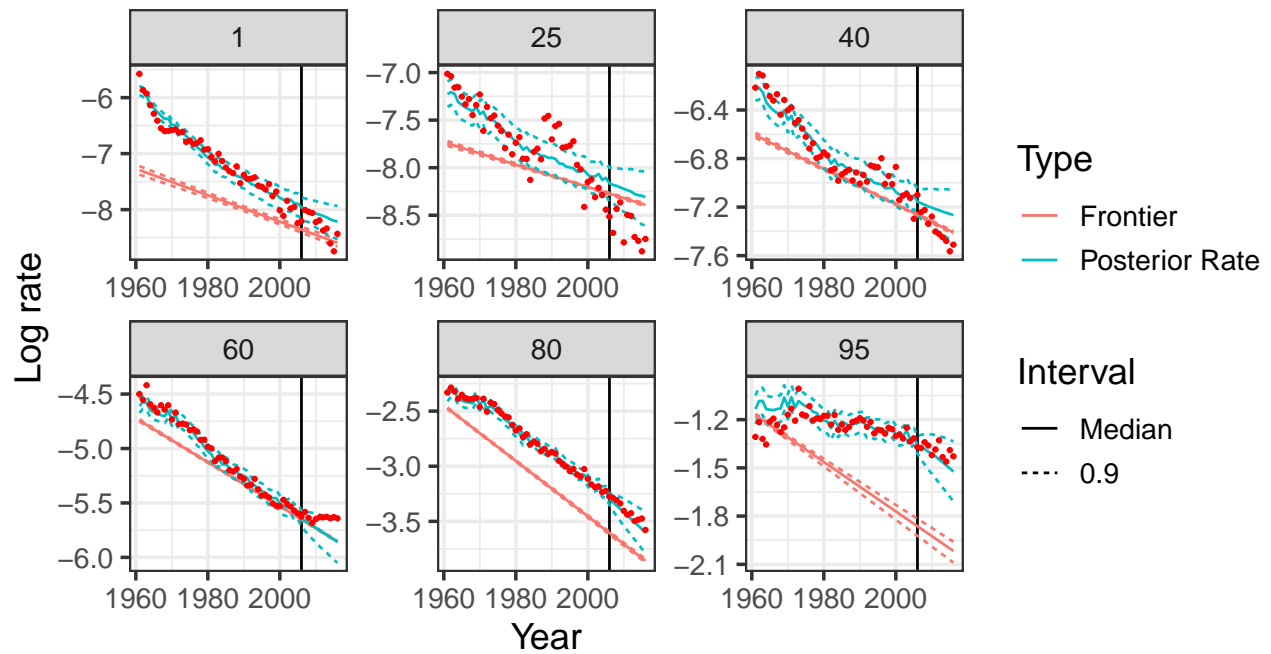 1
25
40
−6
−7
−8
−7.0
−7.5
−8.0
−8.5
−6.4
−6.8
−7.2
−7.6
1960 1980 2000
1960 1980 2000
1960 1980 2000
60
80
95
−4.5
−5.0
−5.5
−6.0
−2.5
−3.0
−3.5
−1.2
−1.5
−1.8
−2.1
1960 1980 2000
1960 1980 2000
1960 1980 2000
Log rate
Year
Type
Frontier
Posterior Rate
Interval
Median
0.9